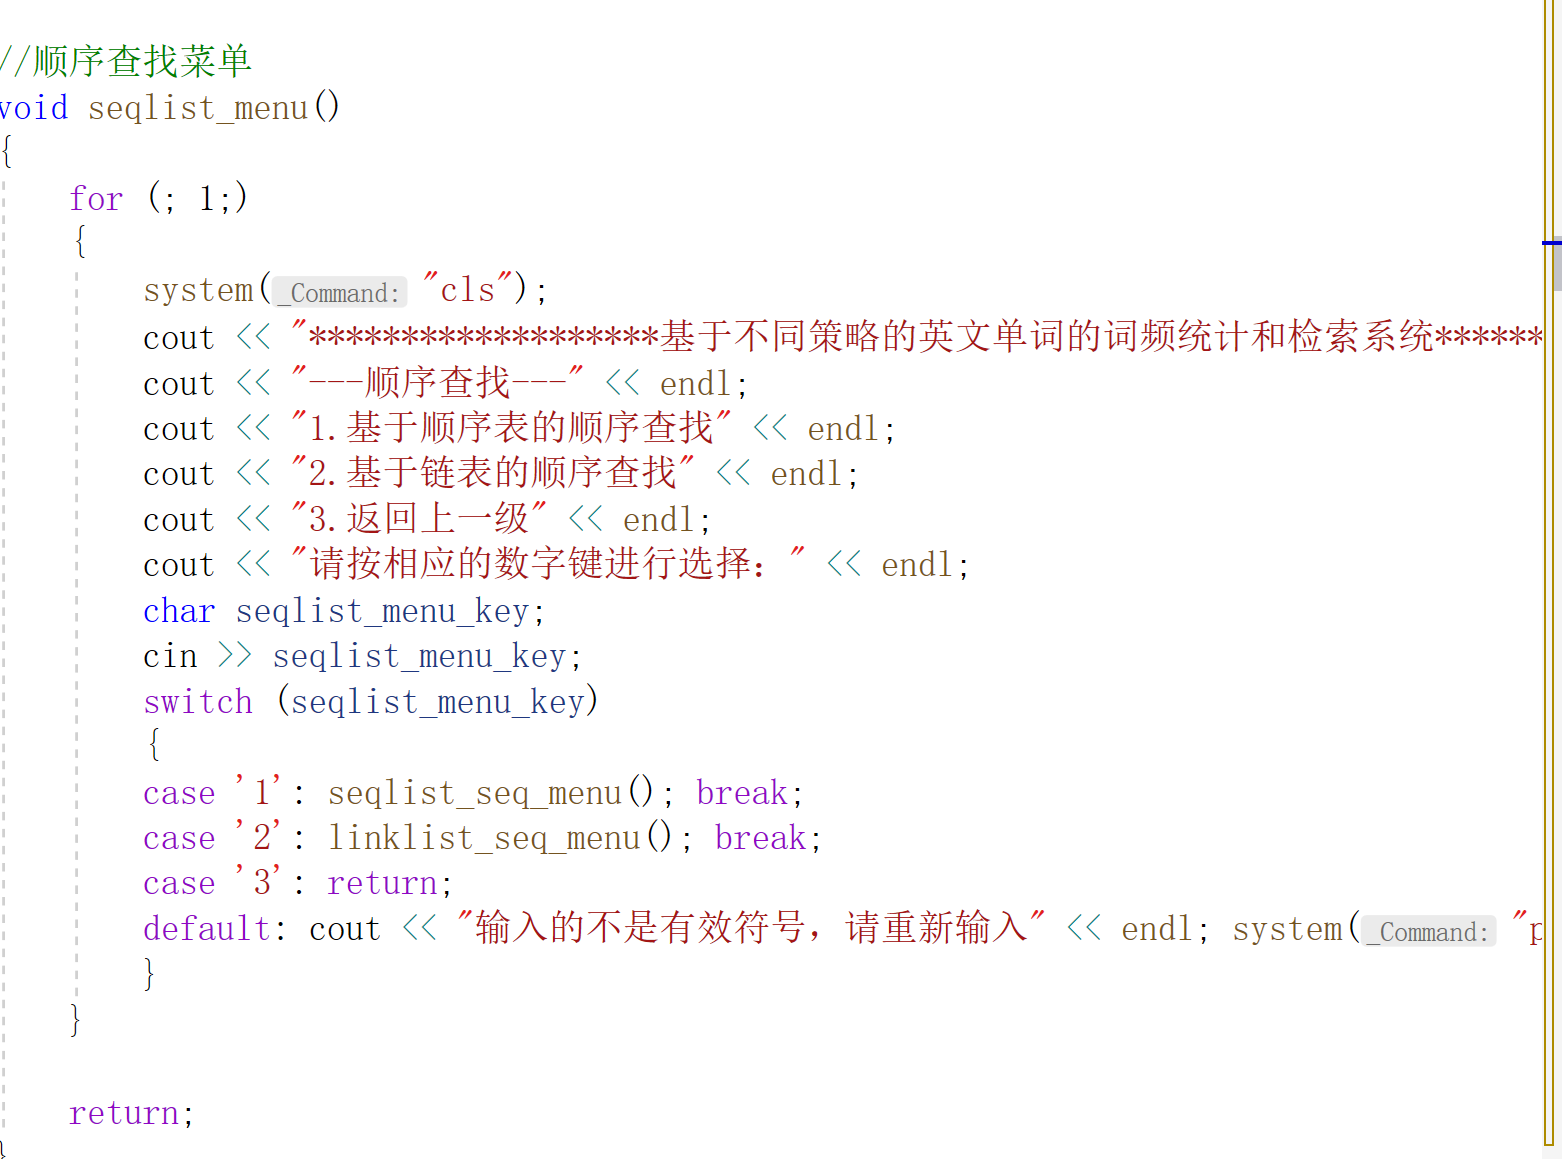 //顺序查找菜单
void seqlist_menu()
{
for (; 1;)
{
system(_Command: "cls");
cout << "*******************基于不同策略的英文单词的词频统计和检索系统******
cout << "---顺序查找---" << endl;
cout << "1.基于顺序表的顺序查找" << endl;
cout << "2.基于链表的顺序查找" << endl;
cout << "3.返回上一级" << endl;
cout << "请按相应的数字键进行选择：" << endl;
char seqlist_menu_key;
cin >> seqlist_menu_key;
switch (seqlist_menu_key)
{
case '1': seqlist_seq_menu(); break;
case '2': linklist_seq_menu(); break;
case '3': return;
default: cout << "输入的不是有效符号，请重新输入" << endl; system(_Command: "p
}
}
return;
}